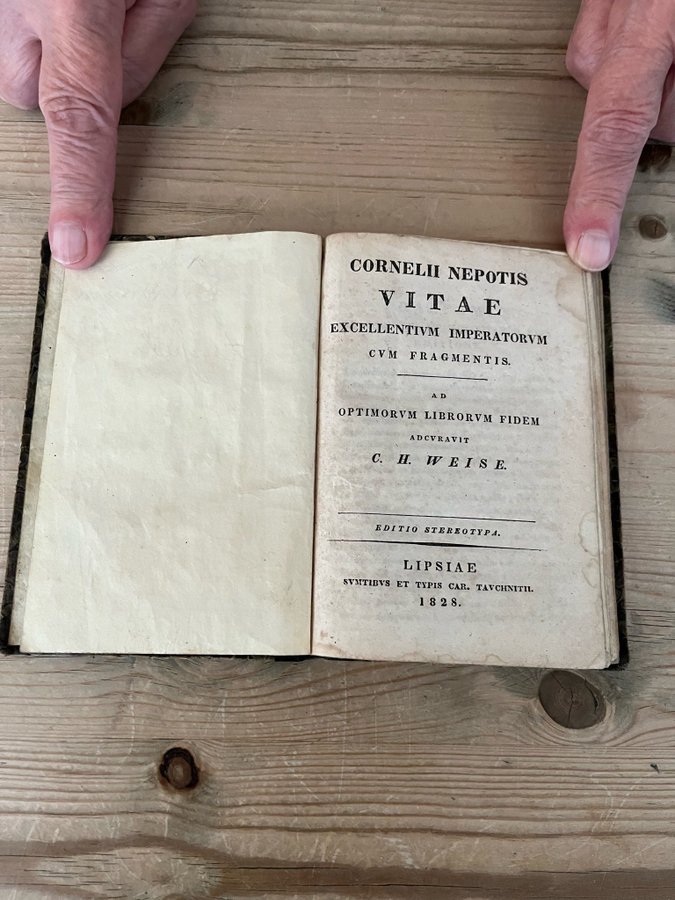 CORNELII NEPOTIS
VITAE
EXCELLENTIVM IMPERATORVM
CVM FRAGMENTIS.
AD
OPTIMORVM LIBRORVM FIDEM
ADCVRAVIT
C. H. WEISE.
EDITIO STEREOTYPA.
LIPSIAE
SVMTIBVS ET TYPIS CAR. TAVCHNITII.
1828.